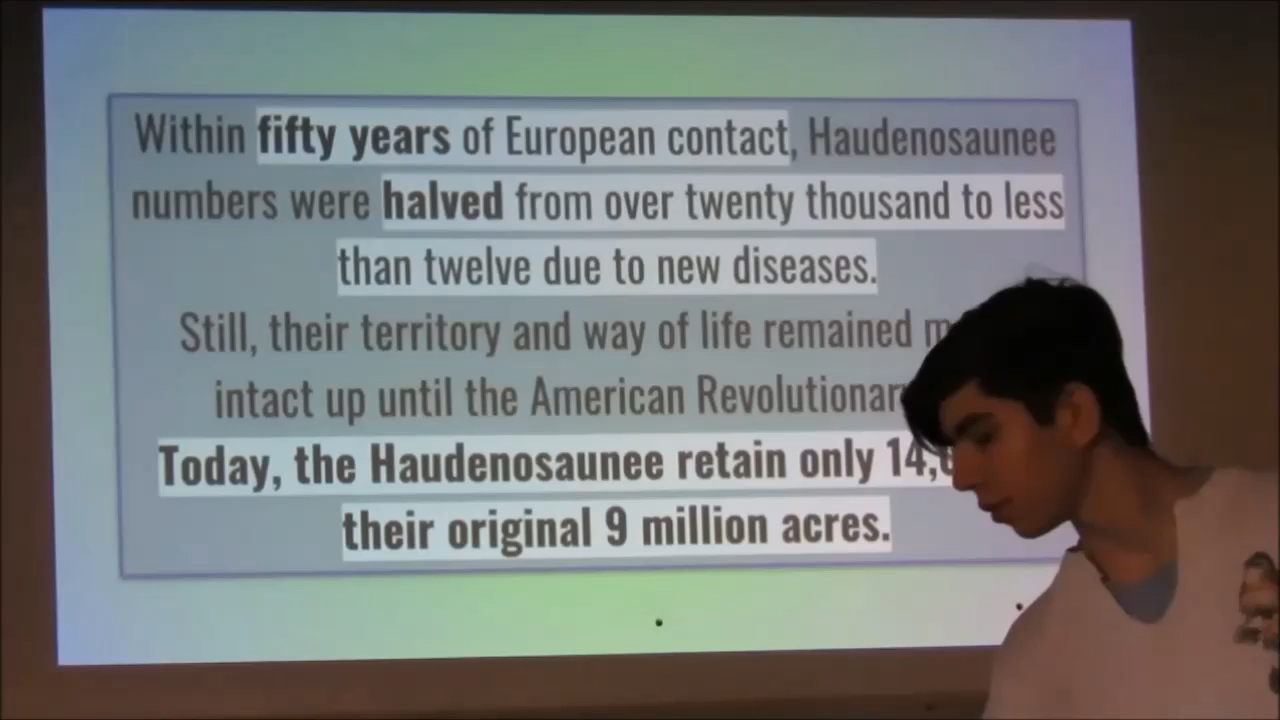 Within fifty years of European contact, Haudenosaunee
numbers were halved from over twenty thousand to less
than twelve due to new diseases.
Still, their territory and way of life remained
intact up until the American
Today, the Haudenosaunee retain only
their original 9 million acres.